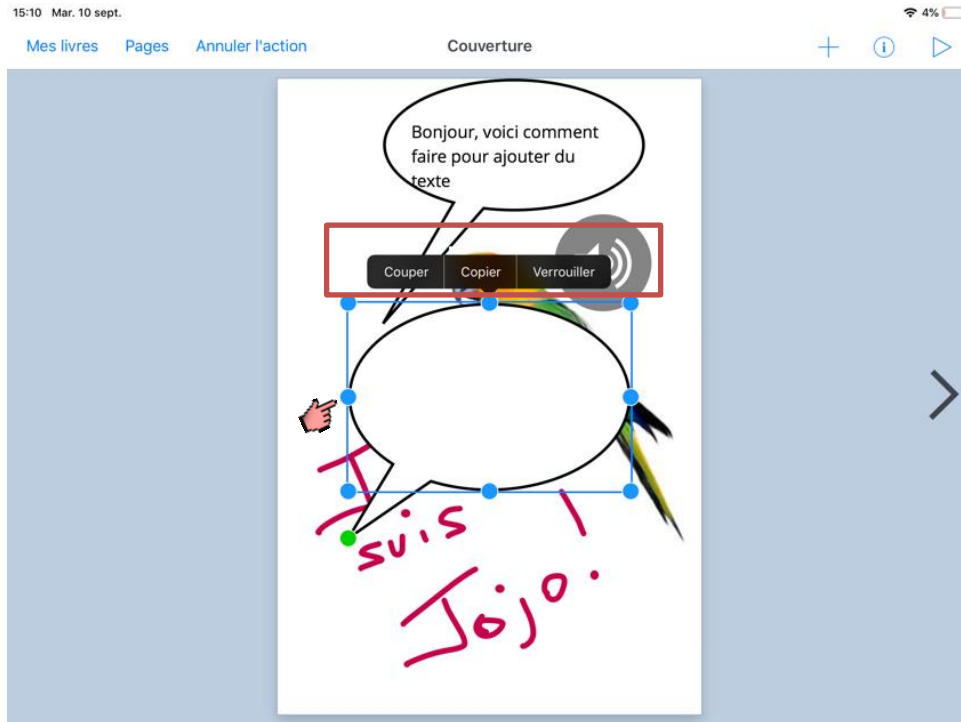 15:10 Mar. 10 sept. 4%
Mes livres Pages Annuler l'action Couverture
Bonjour, voici comment
faire pour ajouter du
texte
Couper Copier Verrouiller
suis
Jojo.